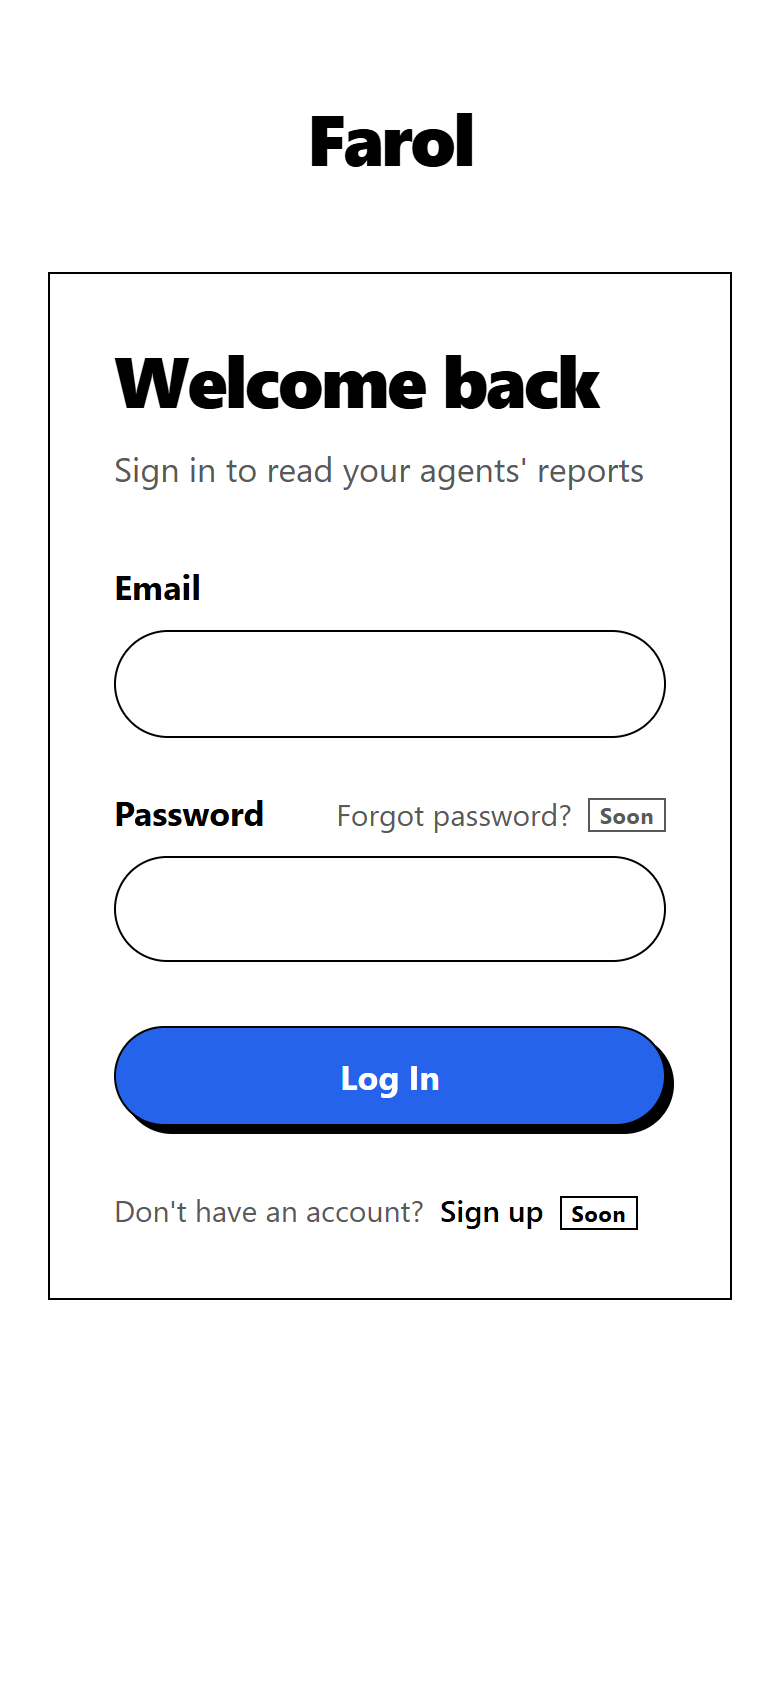 Farol
Welcome back
Sign in to read your agents' reports
Email
Password Forgot password? Soon
Log In
Don't have an account? Sign up Soon